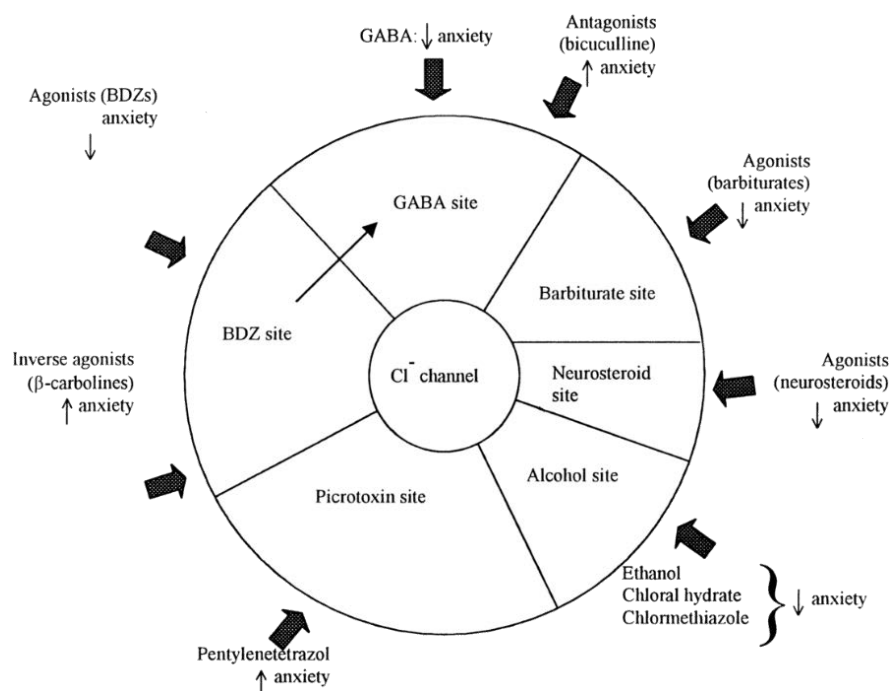 GABA: ↓ anxiety
Antagonists
(bicuculline)
↑ anxiety
Agonists (BDZs)
anxiety
↓
Agonists
(barbiturates)
↓ anxiety
GABA site
Barbiturate site
BDZ site
Inverse agonists
(β-carbolines)
↑ anxiety
Cl⁻ channel
Neurosteroid
site
Agonists
(neurosteroids)
↓ anxiety
Alcohol site
Picrotoxin site
Ethanol
Chloral hydrate
Chlormethiazole
} ↓ anxiety
Pentylenetetrazol
↑ anxiety